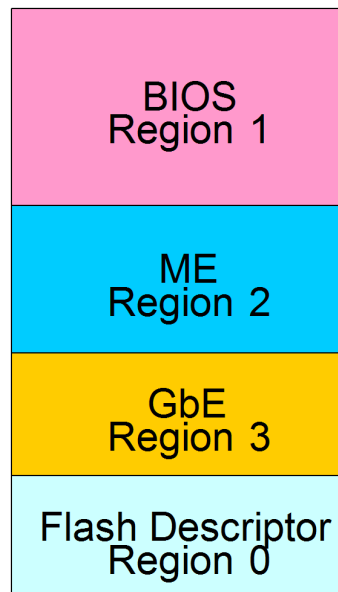 BIOS
Region 1
ME
Region 2
GbE
Region 3
Flash Descriptor
Region 0